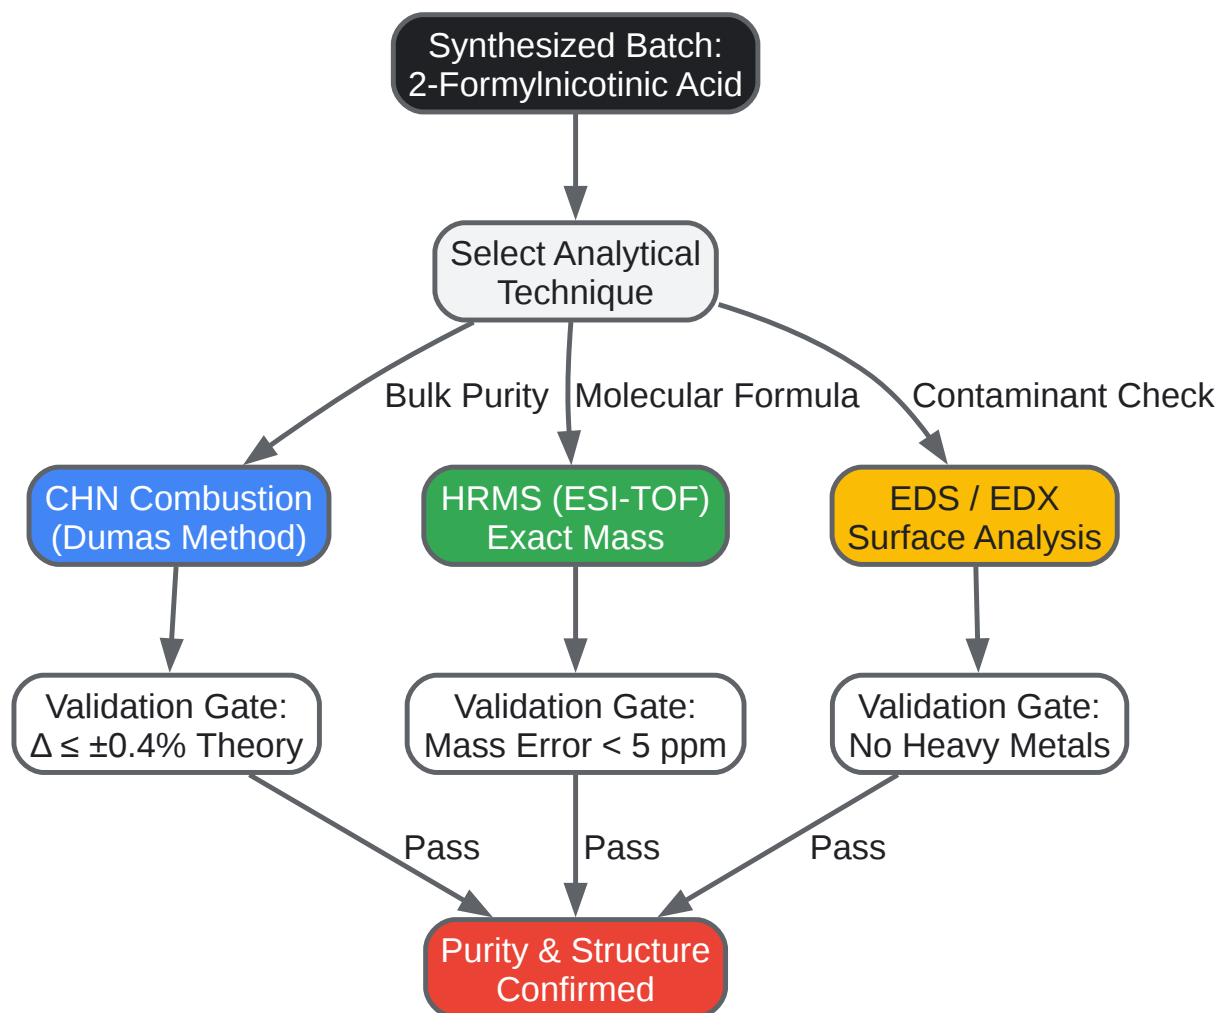 Synthesized Batch:
2-Formylnicotinic Acid
Select Analytical
Technique
Bulk Purity
Molecular Formula
Contaminant Check
CHN Combustion
(Dumas Method)
HRMS (ESI-TOF)
Exact Mass
EDS / EDX
Surface Analysis
Validation Gate:
Δ ≤ ±0.4% Theory
Validation Gate:
Mass Error < 5 ppm
Validation Gate:
No Heavy Metals
Pass
Pass
Pass
Purity & Structure
Confirmed